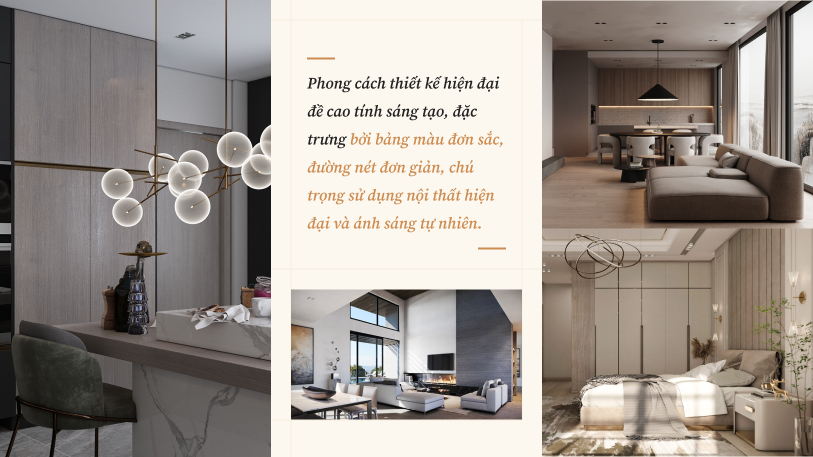 Phong cách thiết kế hiện đại
đề cao tính sáng tạo, đặc
trưng bởi bảng màu đơn sắc,
đường nét đơn giản, chú
trọng sử dụng nội thất hiện
đại và ánh sáng tự nhiên.